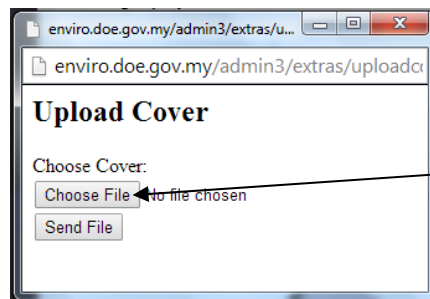 enviro.doe.gov.my/admin3/extras/u...
enviro.doe.gov.my/admin3/extras/uploadco
Upload Cover
Choose Cover:
Choose File No file chosen
Send File